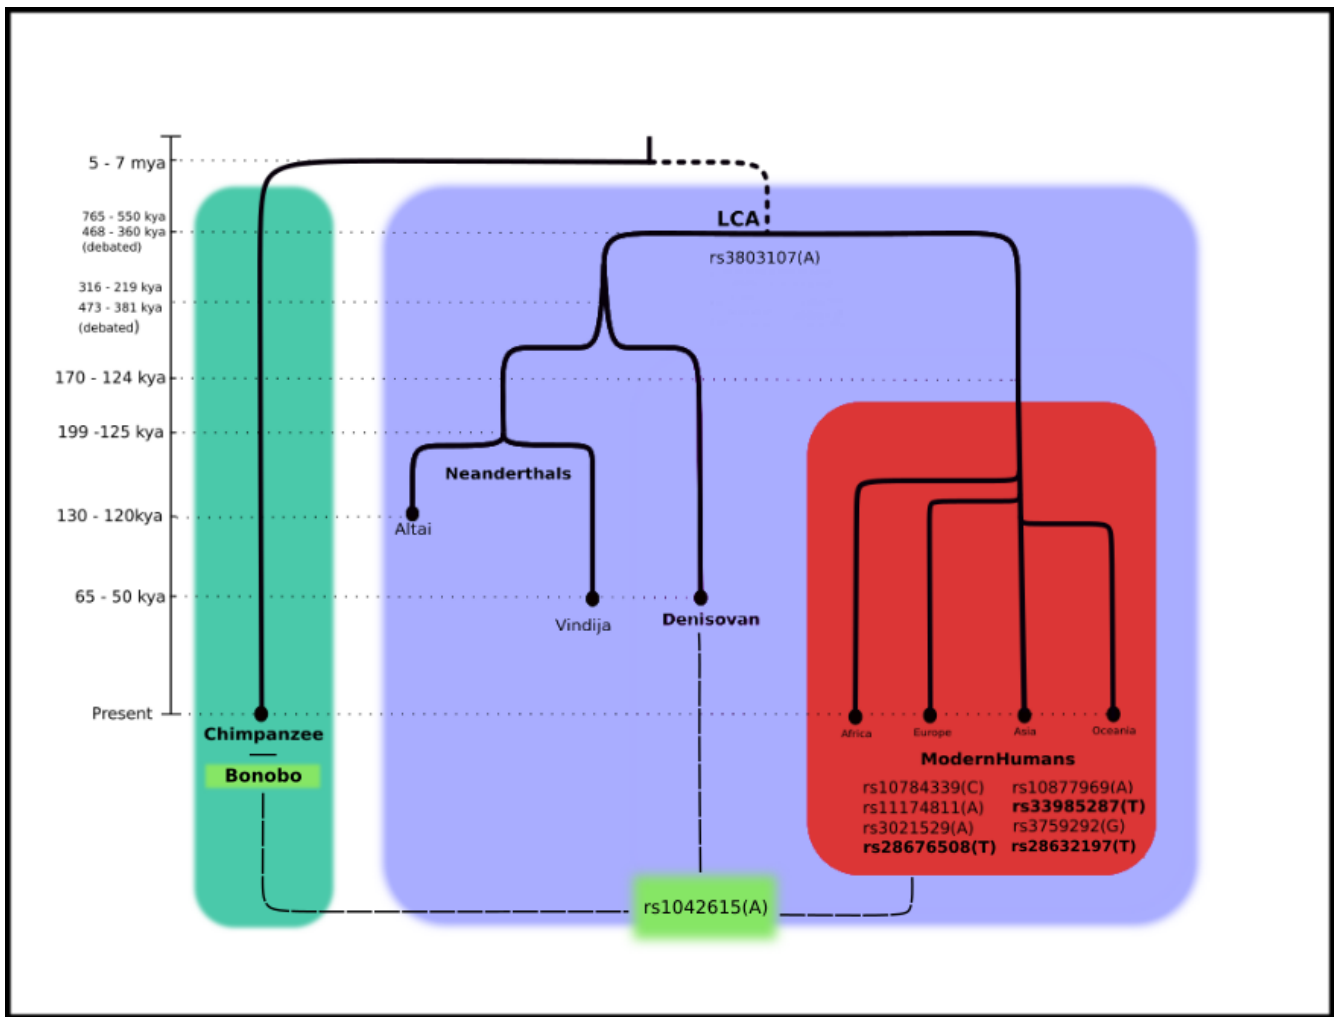 5 - 7 mya
765 - 550 kya
468 - 360 kya
(debated)
LCA
rs3803107(A)
316 - 219 kya
473 - 381 kya
(debated)
170 - 124 kya
199 -125 kya
Neanderthals
130 - 120kya
Altai
65 - 50 kya
Vindija
Denisovan
Present
Chimpanzee
Bonobo
Africa
Europe
Asia
Oceania
ModernHumans
rs10784339(C) rs10877969(A)
rs11174811(A) rs33985287(T)
rs3021529(A) rs3759292(G)
rs28676508(T) rs28632197(T)
rs1042615(A)